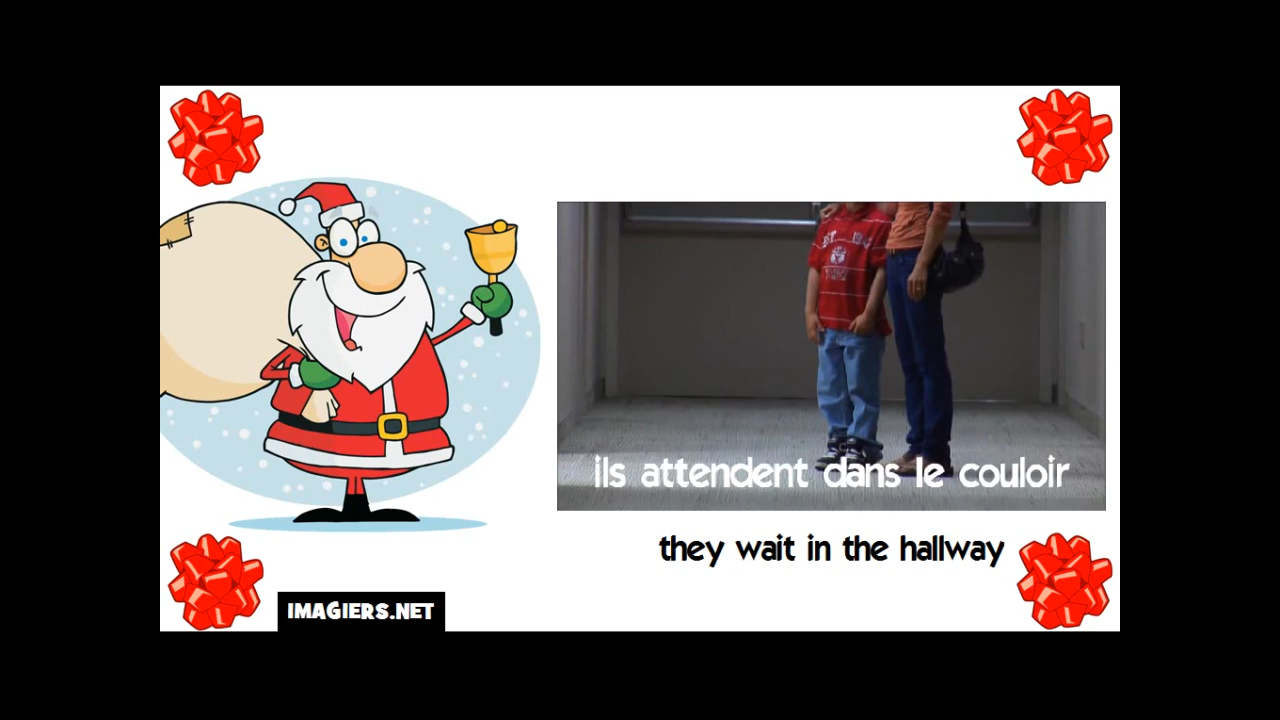 ils attendent dans le couloir
they wait in the hallway
IMAGIERS.NET